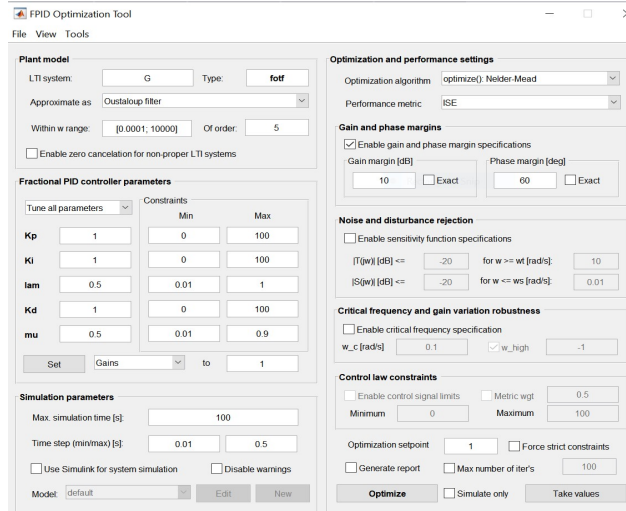 FPID Optimization Tool
File View Tools
Plant model
LTI system: G Type: fotf
Approximate as Oustaloup filter
Within w range: [0.0001; 10000] Of order: 5
Enable zero cancelation for non-proper LTI systems
Fractional PID controller parameters
Tune all parameters
Constraints
Min Max
Kp 1 0 100
Ki 1 0 100
lam 0.5 0.01 1
Kd 1 0 100
mu 0.5 0.01 0.9
Set Gains to 1
Simulation parameters
Max. simulation time [s]: 100
Time step (min/max) [s]: 0.01 0.5
Use Simulink for system simulation Disable warnings
Model: default Edit New
Optimization and performance settings
Optimization algorithm optimize(): Nelder-Mead
Performance metric ISE
Gain and phase margins
Enable gain and phase margin specifications
Gain margin [dB] Phase margin [deg]
10 Exact 60 Exact
Noise and disturbance rejection
Enable sensitivity function specifications
|T(jw)| [dB] <= -20 for w >= wt [rad/s]: 10
|S(jw)| [dB] <= -20 for w <= ws [rad/s]: 0.01
Critical frequency and gain variation robustness
Enable critical frequency specification
w_c [rad/s] 0.1 w_high -1
Control law constraints
Enable control signal limits Metric wgt 0.5
Minimum 0 Maximum 100
Optimization setpoint 1 Force strict constraints
Generate report Max number of iter's 100
Optimize Simulate only Take values